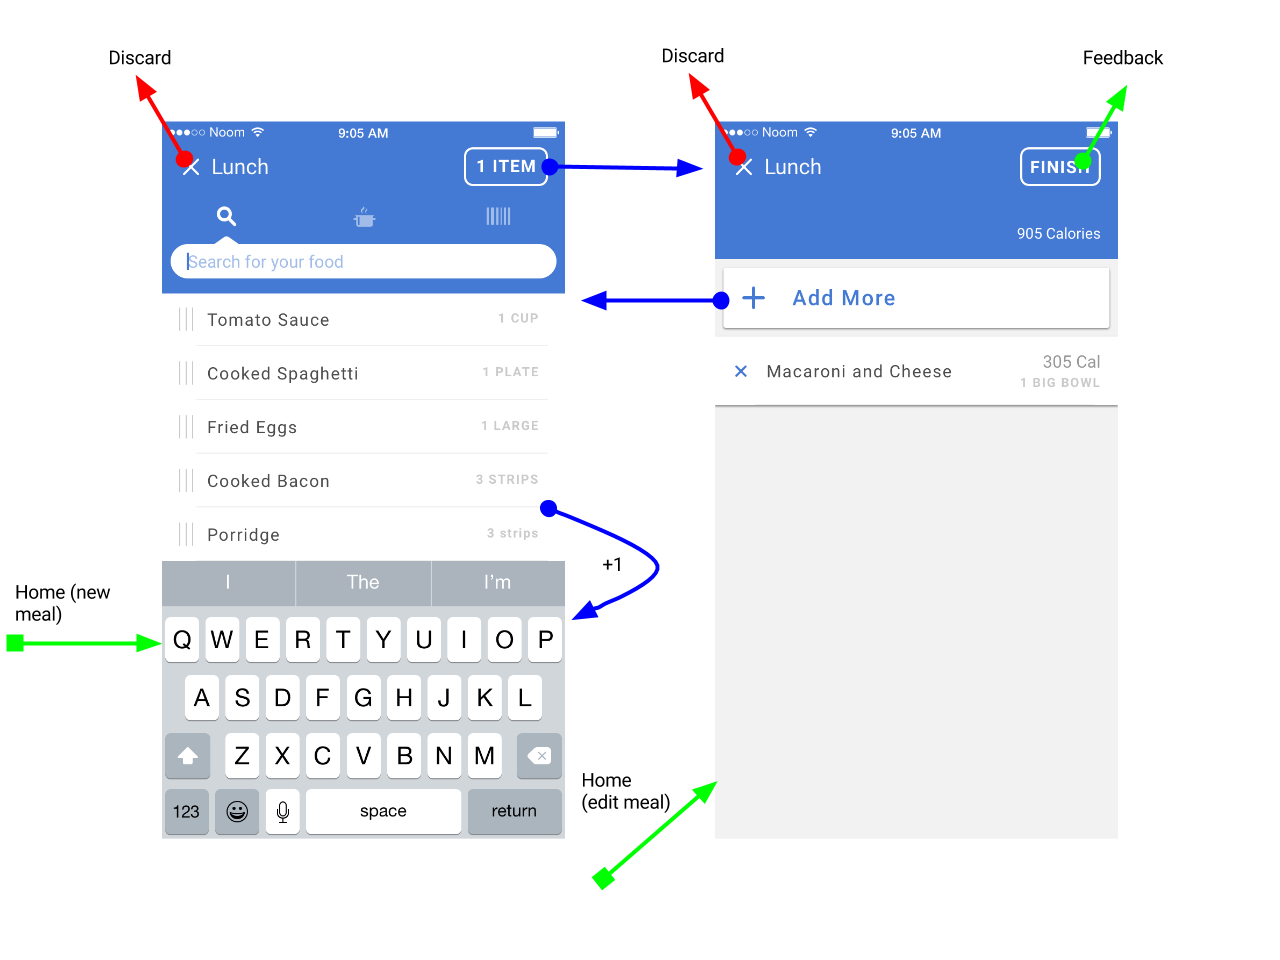 Discard
Discard
Feedback
Noom
9:05 AM
Lunch
1 ITEM
Search for your food
Tomato Sauce
1 CUP
Cooked Spaghetti
1 PLATE
Fried Eggs
1 LARGE
Cooked Bacon
3 STRIPS
Porridge
3 strips
I
The
I'm
Q W E R T Y U I O P
A S D F G H J K L
Z X C V B N M
123
space
return
Home (new
meal)
+1
Noom
9:05 AM
Lunch
FINISH
905 Calories
Add More
Macaroni and Cheese
305 Cal
1 BIG BOWL
Home
(edit meal)